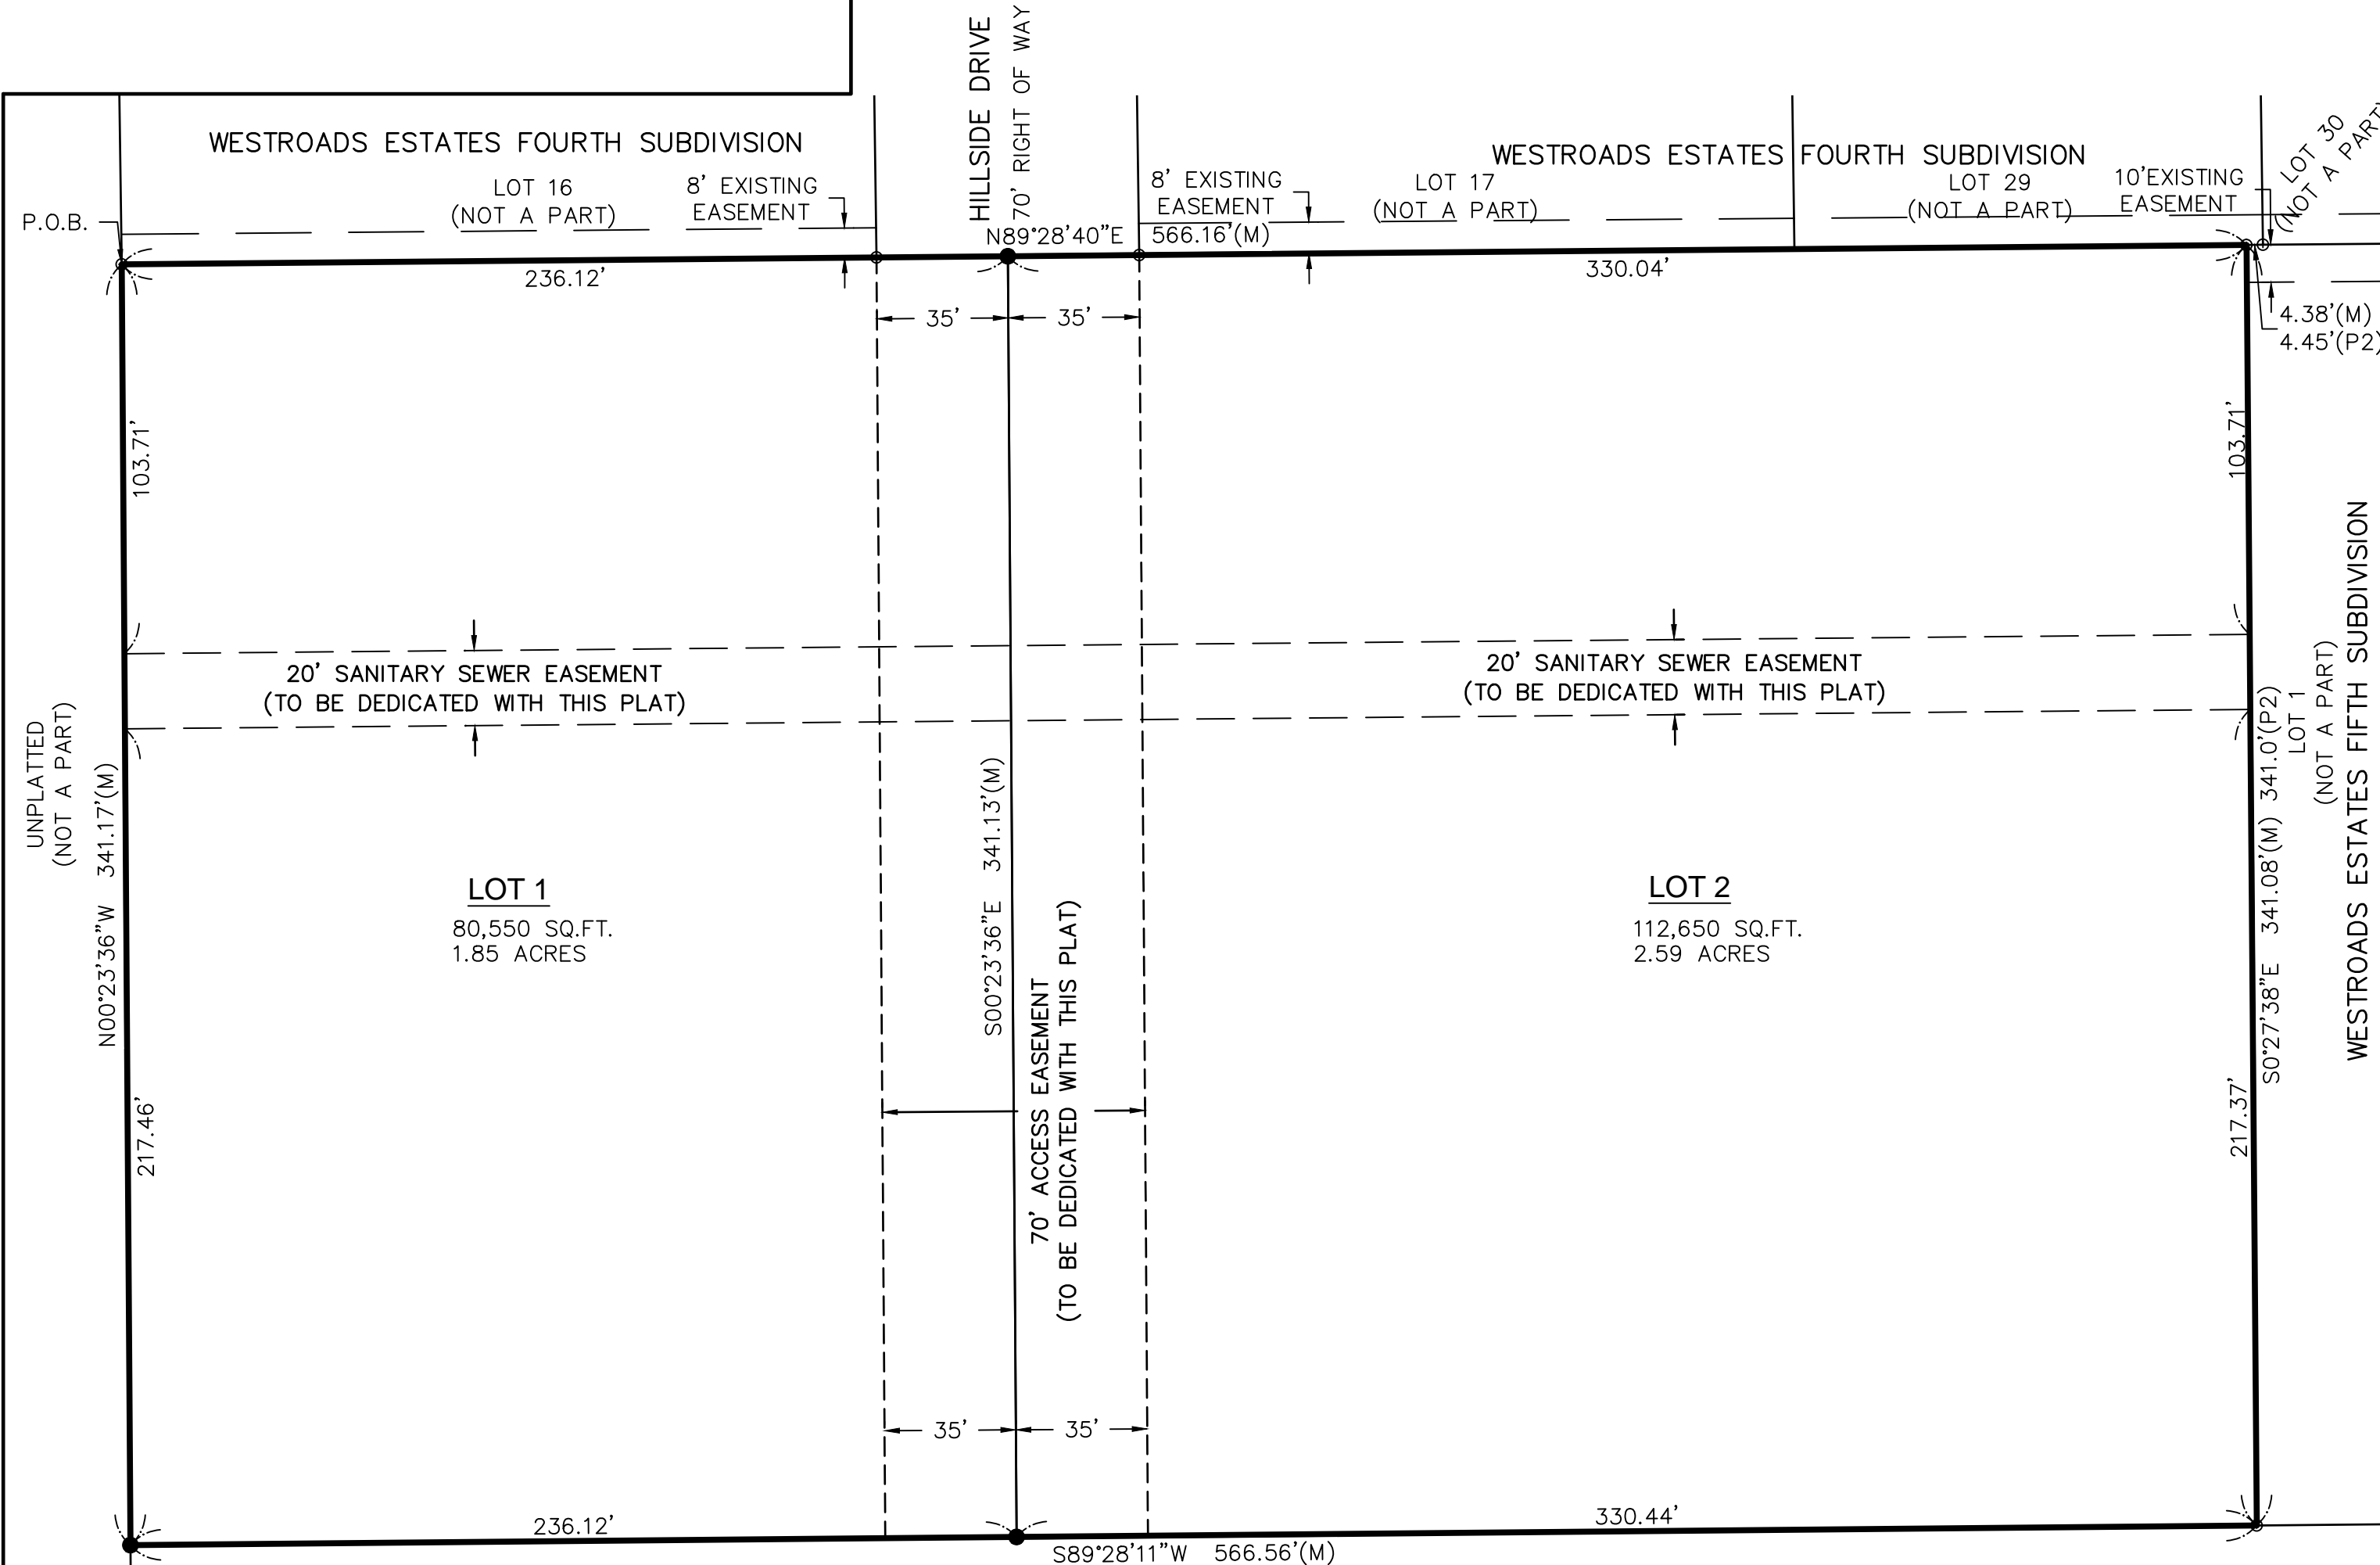 HILLSIDE DRIVE
70' RIGHT OF WAY
WESTROADS ESTATES FOURTH SUBDIVISION
LOT 16
(NOT A PART)
8' EXISTING
EASEMENT
P.O.B.
8' EXISTING
EASEMENT
WESTROADS ESTATES FOURTH SUBDIVISION
LOT 17
(NOT A PART)
LOT 29
(NOT A PART)
10'EXISTING
EASEMENT
LOT 30
(NOT A PART)
N89°28'40"E 566.16'(M)
236.12'
330.04'
35'
35'
4.38'(M)
4.45'(P2)
103.71'
103.71'
20' SANITARY SEWER EASEMENT
(TO BE DEDICATED WITH THIS PLAT)
20' SANITARY SEWER EASEMENT
(TO BE DEDICATED WITH THIS PLAT)
UNPLATTED
(NOT A PART)
N00°23'36"W 341.17'(M)
217.46'
LOT 1
80,550 SQ.FT.
1.85 ACRES
S00°23'36"E 341.13'(M)
70' ACCESS EASEMENT
(TO BE DEDICATED WITH THIS PLAT)
LOT 2
112,650 SQ.FT.
2.59 ACRES
217.37'
S0°27'38"E 341.08'(M) 341.0'(P2)
LOT 1
(NOT A PART)
WESTROADS ESTATES FIFTH SUBDIVISION
35'
35'
236.12'
330.44'
S89°28'11"W 566.56'(M)